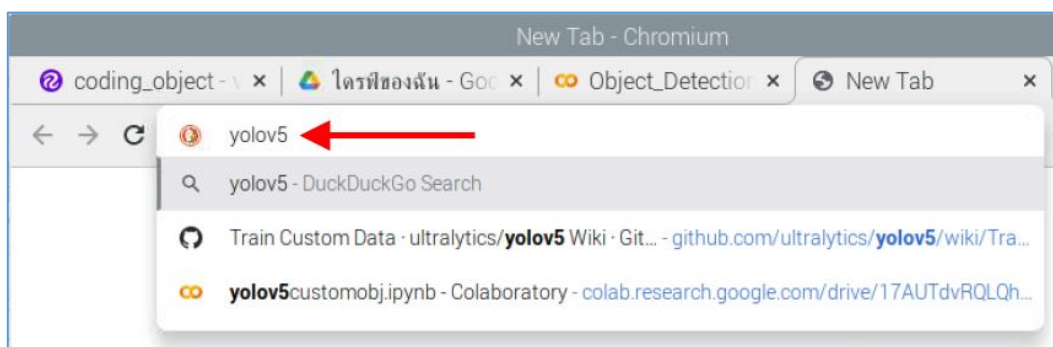 New Tab - Chromium
coding_object - ไดรฟ์ของฉัน - Goo Object_Detection New Tab
yolov5
yolov5 - DuckDuckGo Search
Train Custom Data · ultralytics/yolov5 Wiki · Git... - github.com/ultralytics/yolov5/wiki/Tra...
yolov5customobj.ipynb - Colaboratory - colab.research.google.com/drive/17AUTdvRQLQh...